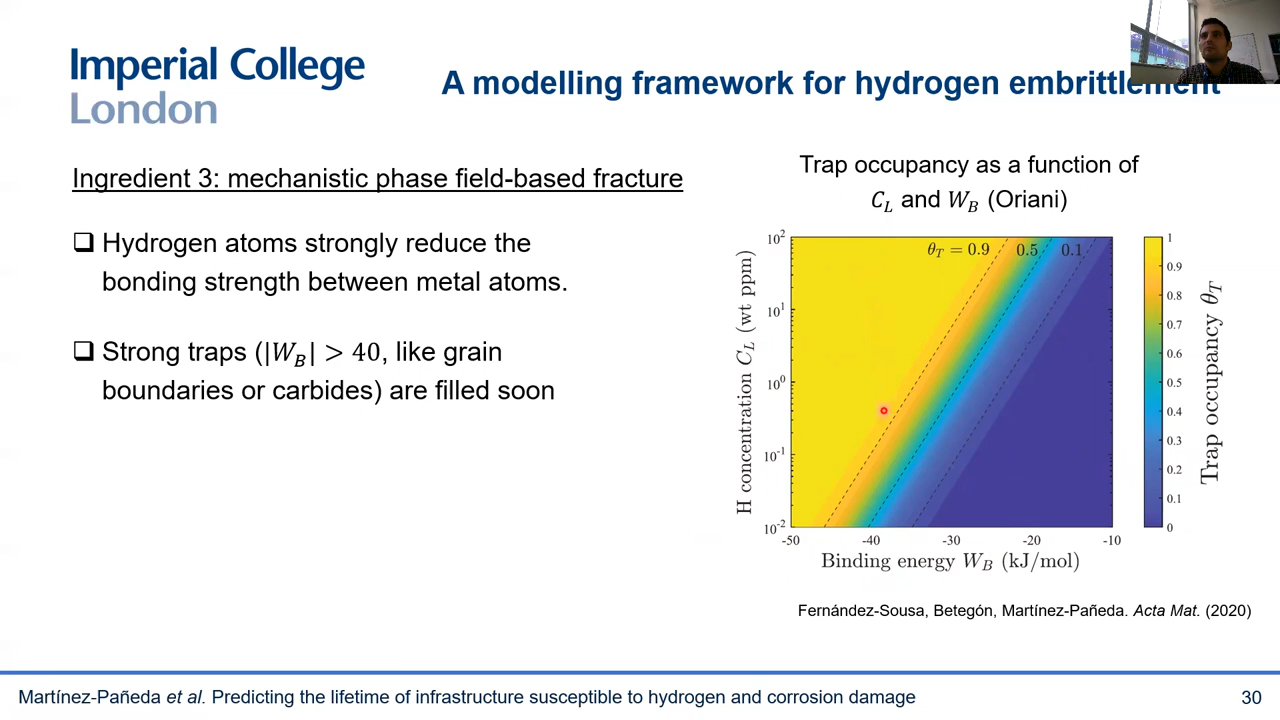 Imperial College
London
A modelling framework for hydrogen embrittlement
Ingredient 3: mechanistic phase field-based fracture
❑ Hydrogen atoms strongly reduce the
bonding strength between metal atoms.
❑ Strong traps (|W_B| > 40, like grain
boundaries or carbides) are filled soon
Trap occupancy as a function of
C_L and W_B (Oriani)
θ_T = 0.9 0.5 0.1
H concentration C_L (wt ppm)
10²
10¹
10⁰
10⁻¹
10⁻²
-50 -40 -30 -20 -10
Binding energy W_B (kJ/mol)
1
0.9
0.8
0.7
0.6
0.5
0.4
0.3
0.2
0.1
0
Trap occupancy θ_T
Fernández-Sousa, Betegón, Martínez-Pañeda. Acta Mat. (2020)
Martínez-Pañeda et al. Predicting the lifetime of infrastructure susceptible to hydrogen and corrosion damage
30